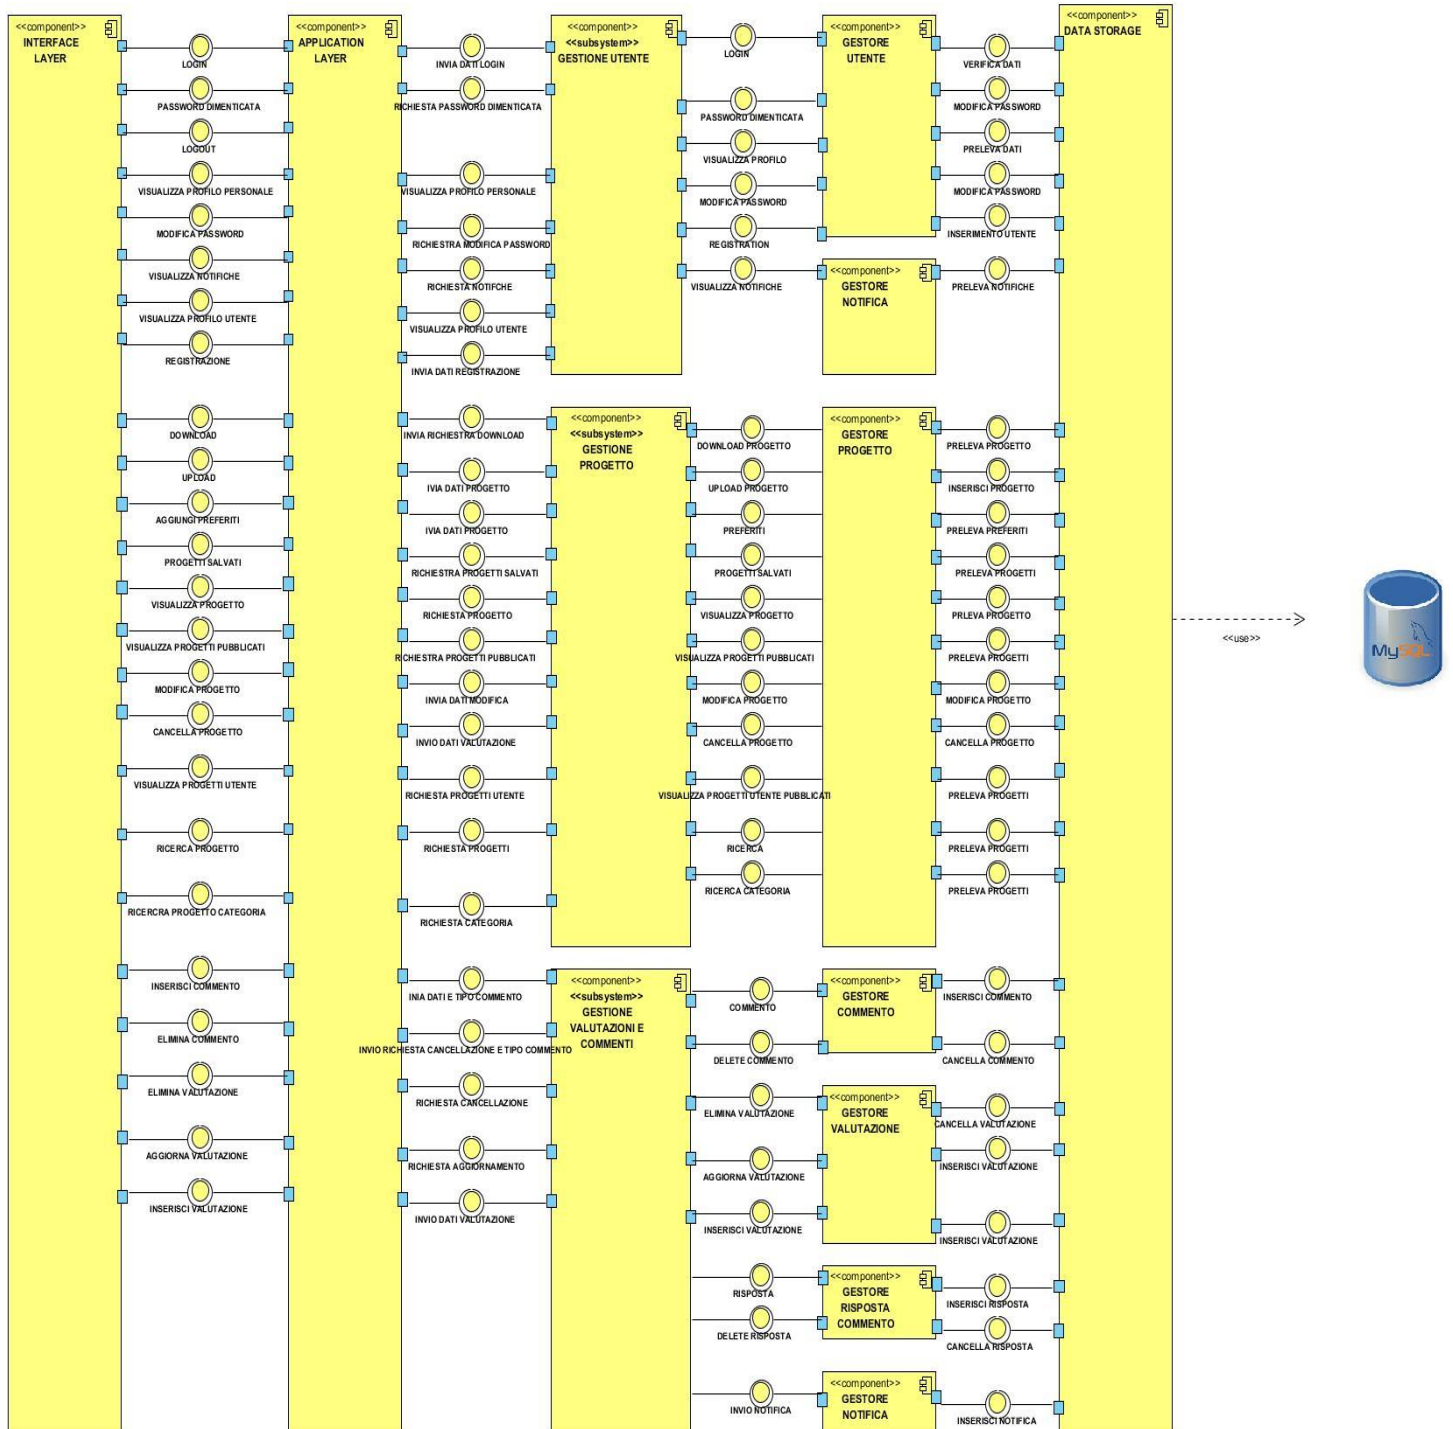 <<component>>
INTERFACE
LAYER
LOGIN
PASSWORD DIMENTICATA
LOGOUT
VISUALIZZA PROFILO PERSONALE
MODIFICA PASSWORD
VISUALIZZA NOTIFICHE
VISUALIZZA PROFILO UTENTE
REGISTRAZIONE
DOWNLOAD
UPLOAD
AGGIUNGI PREFERITI
PROGETTI SALVATI
VISUALIZZA PROGETTO
VISUALIZZA PROGETTI PUBBLICATI
MODIFICA PROGETTO
CANCELLA PROGETTO
VISUALIZZA PROGETTI UTENTE
RICERCA PROGETTO
RICERCRA PROGETTO CATEGORIA
INSERISCI COMMENTO
ELIMINA COMMENTO
ELIMINA VALUTAZIONE
AGGIORNA VALUTAZIONE
INSERISCI VALUTAZIONE
<<component>>
APPLICATION
LAYER
INVIA DATI LOGIN
RICHIESTA PASSWORD DIMENTICATA
VISUALIZZA PROFILO PERSONALE
RICHIESTRA MODIFICA PASSWORD
RICHIESTA NOTIFCHE
VISUALIZZA PROFILO UTENTE
INVIA DATI REGISTRAZIONE
INVIA RICHIESTRA DOWNLOAD
IVIA DATI PROGETTO
IVIA DATI PROGETTO
RICHIESTRA PROGETTI SALVATI
RICHIESTA PROGETTO
RICHIESTRA PROGETTI PUBBLICATI
INVIA DATI MODIFICA
INVIO DATI VALUTAZIONE
RICHIESTA PROGETTI UTENTE
RICHIESTA PROGETTI
RICHIESTA CATEGORIA
INIA DATI E TIPO COMMENTO
INVIO RICHIESTA CANCELLAZIONE E TIPO COMMENTO
RICHIESTA CANCELLAZIONE
RICHIESTA AGGIORNAMENTO
INVIO DATI VALUTAZIONE
<<component>>
<<subsystem>>
GESTIONE UTENTE
LOGIN
PASSWORD DIMENTICATA
VISUALIZZA PROFILO
MODIFICA PASSWORD
REGISTRATION
VISUALIZZA NOTIFICHE
<<component>>
<<subsystem>>
GESTIONE
PROGETTO
DOWNLOAD PROGETTO
UPLOAD PROGETTO
PREFERITI
PROGETTI SALVATI
VISUALIZZA PROGETTO
VISUALIZZA PROGETTI PUBBLICATI
MODIFICA PROGETTO
CANCELLA PROGETTO
VISUALIZZA PROGETTI UTENTE PUBBLICATI
RICERCA
RICERCA CATEGORIA
<<component>>
<<subsystem>>
GESTIONE
VALUTAZIONI E
COMMENTI
COMMENTO
DELETE COMMENTO
ELIMINA VALUTAZIONE
AGGIORNA VALUTAZIONE
INSERISCI VALUTAZIONE
RISPOSTA
DELETE RISPOSTA
INVIO NOTIFICA
<<component>>
GESTORE
UTENTE
VERIFICA DATI
MODIFICA PASSWORD
PRELEVA DATI
MODIFICA PASSWORD
INSERIMENTO UTENTE
<<component>>
GESTORE
NOTIFICA
PRELEVA NOTIFICHE
<<component>>
GESTORE
PROGETTO
PRELEVA PROGETTO
INSERISCI PROGETTO
PRELEVA PREFERITI
PRELEVA PROGETTI
PRLEVA PROGETTO
PRELEVA PROGETTI
MODIFICA PROGETTO
CANCELLA PROGETTO
PRELEVA PROGETTI
PRELEVA PROGETTI
PRELEVA PROGETTI
<<component>>
GESTORE
COMMENTO
INSERISCI COMMENTO
CANCELLA COMMENTO
<<component>>
GESTORE
VALUTAZIONE
CANCELLA VALUTAZIONE
INSERISCI VALUTAZIONE
INSERISCI VALUTAZIONE
<<component>>
GESTORE
RISPOSTA
COMMENTO
INSERISCI RISPOSTA
CANCELLA RISPOSTA
<<component>>
GESTORE
NOTIFICA
INSERISCI NOTIFICA
<<component>>
DATA STORAGE
<<use>>
MySQL